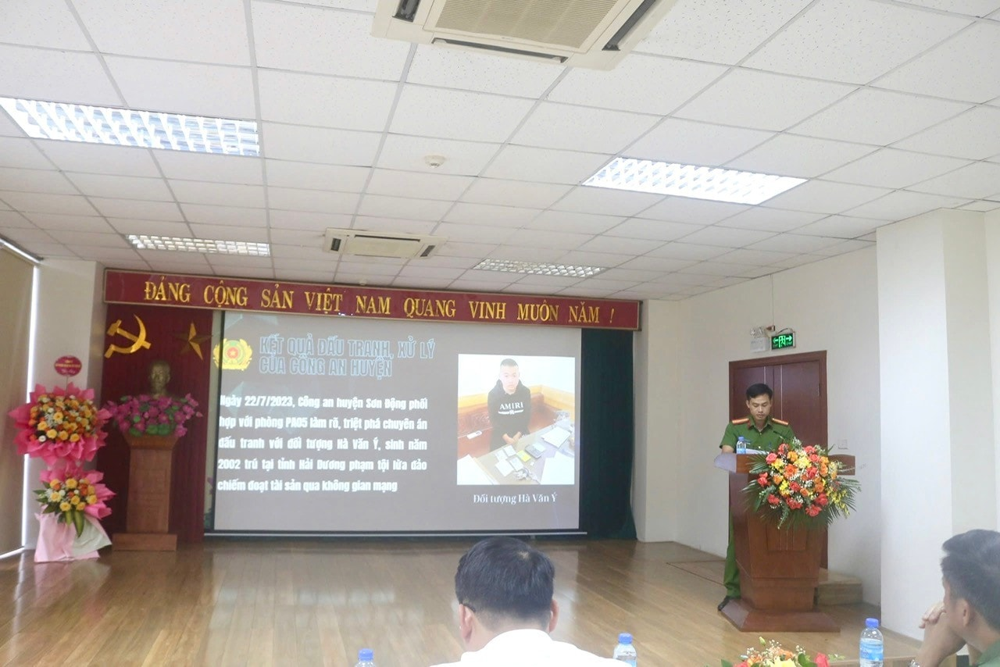 ĐẢNG CỘNG SẢN VIỆT NAM QUANG VINH MUÔN NĂM !
KẾT QUẢ ĐẤU TRANH, XỬ LÝ
CỦA CÔNG AN HUYỆN
Ngày 22/7/2023, Công an huyện Sơn Động phối
hợp với phòng PA05 làm rõ, triệt phá chuyên án
đấu tranh với đối tượng Hà Văn Ý, sinh năm
2002 trú tại tỉnh Hải Dương phạm tội lừa đảo
chiếm đoạt tài sản qua không gian mạng
AMIRI
Đối tượng Hà Văn Ý